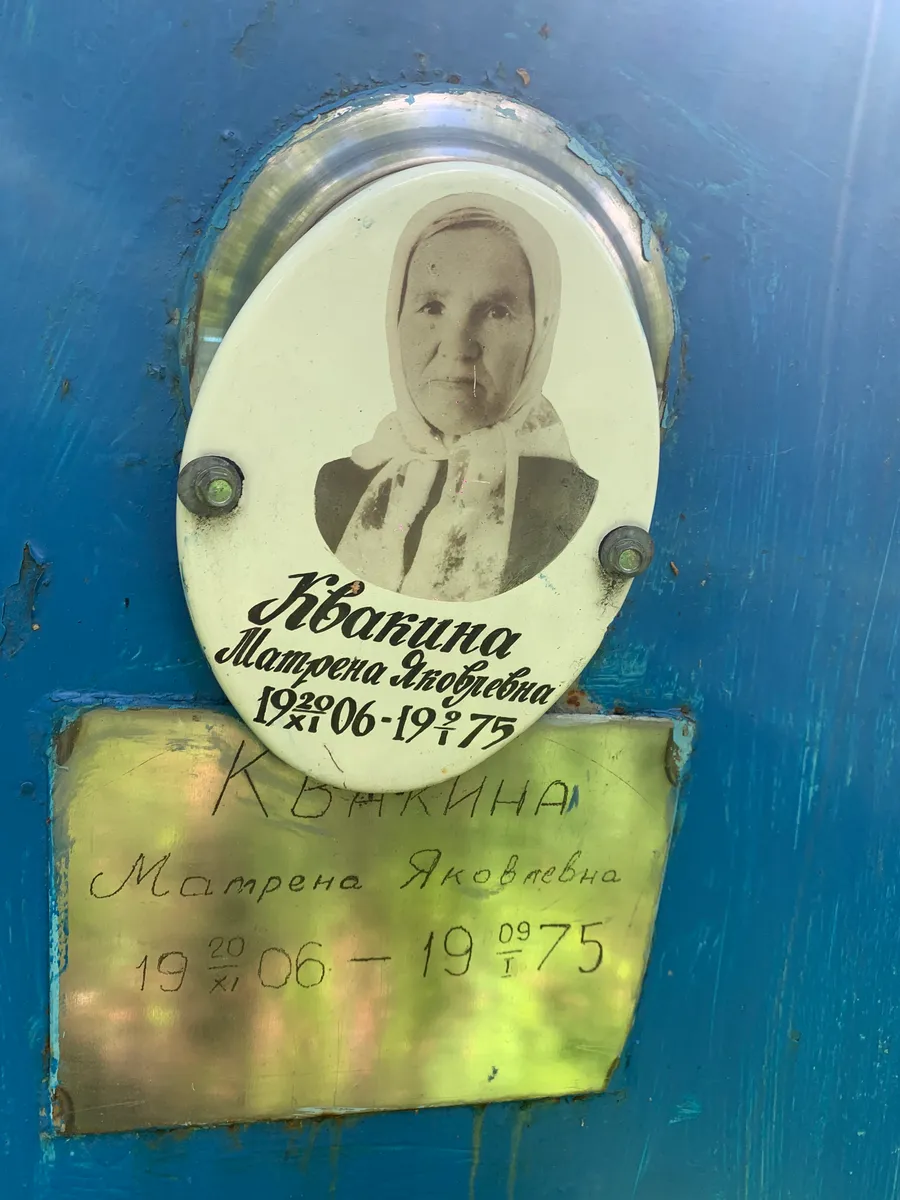 Квакина
Матрена Яковлевна
19 20/XI 06 - 19 9/I 75
КВАКИНА
Матрена Яковлевна
19 20/XI 06 — 19 09/I 75